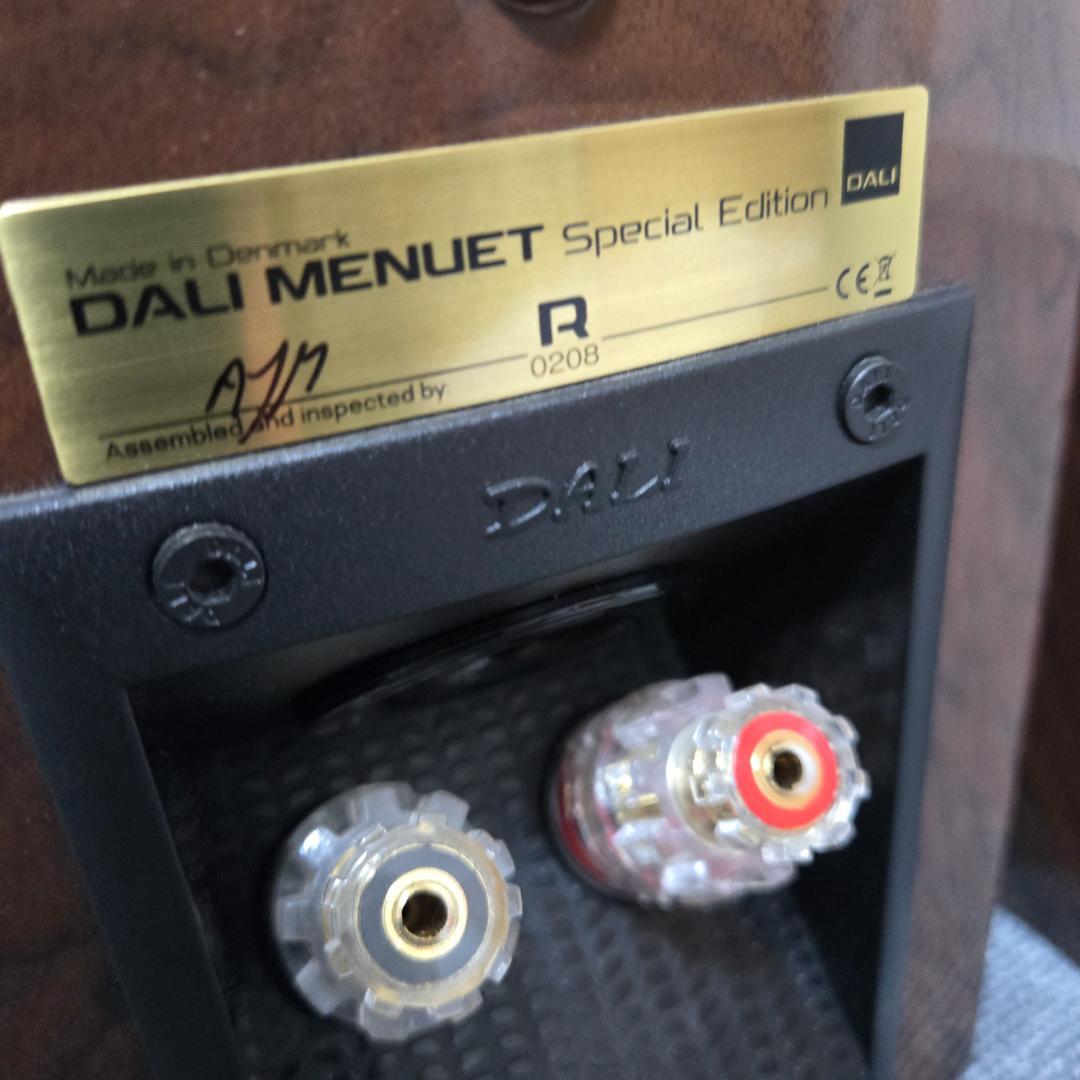 Made in Denmark
DALI MENUET Special Edition
DALI
R
0208
CE
Assembled and inspected by:
DALI